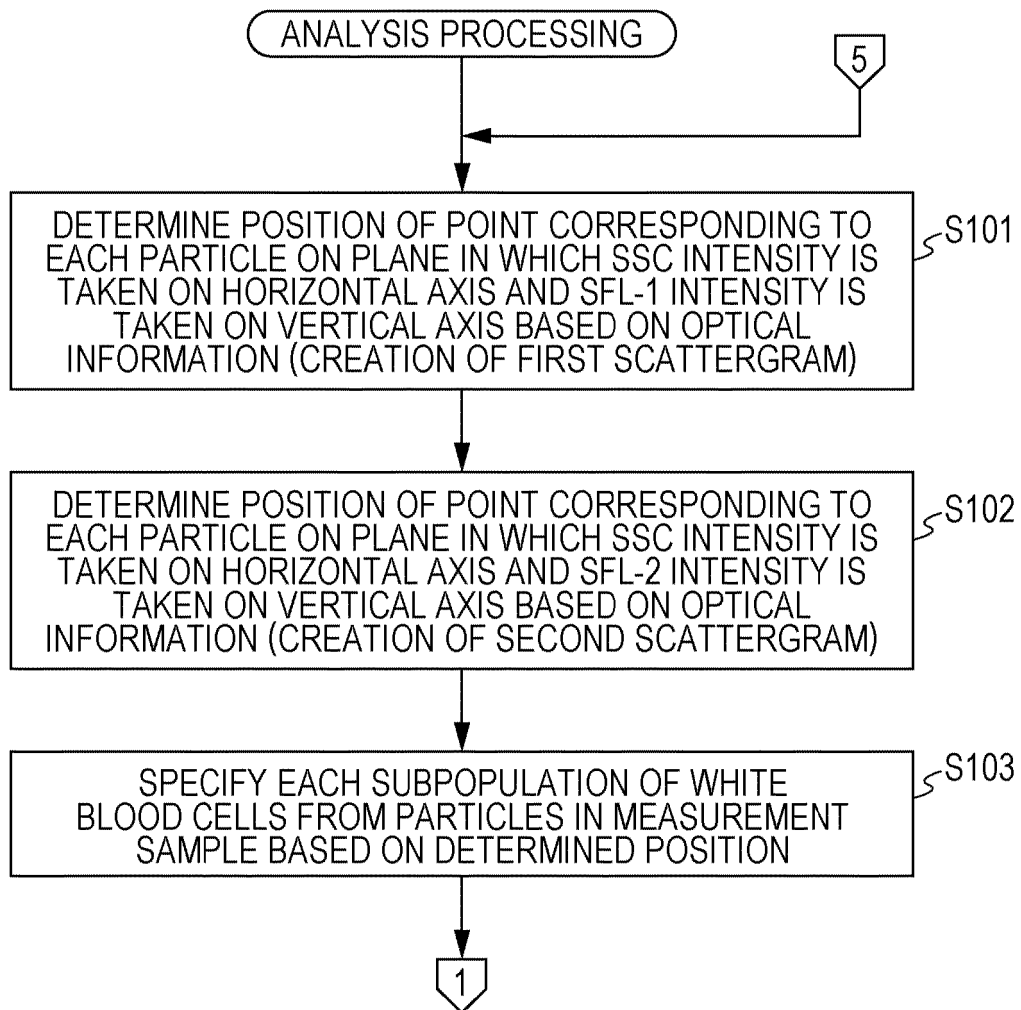 ANALYSIS PROCESSING
5
DETERMINE POSITION OF POINT CORRESPONDING TO
EACH PARTICLE ON PLANE IN WHICH SSC INTENSITY IS
TAKEN ON HORIZONTAL AXIS AND SFL-1 INTENSITY IS
TAKEN ON VERTICAL AXIS BASED ON OPTICAL
INFORMATION (CREATION OF FIRST SCATTERGRAM)
S101
DETERMINE POSITION OF POINT CORRESPONDING TO
EACH PARTICLE ON PLANE IN WHICH SSC INTENSITY IS
TAKEN ON HORIZONTAL AXIS AND SFL-2 INTENSITY IS
TAKEN ON VERTICAL AXIS BASED ON OPTICAL
INFORMATION (CREATION OF SECOND SCATTERGRAM)
S102
SPECIFY EACH SUBPOPULATION OF WHITE
BLOOD CELLS FROM PARTICLES IN MEASUREMENT
SAMPLE BASED ON DETERMINED POSITION
S103
1